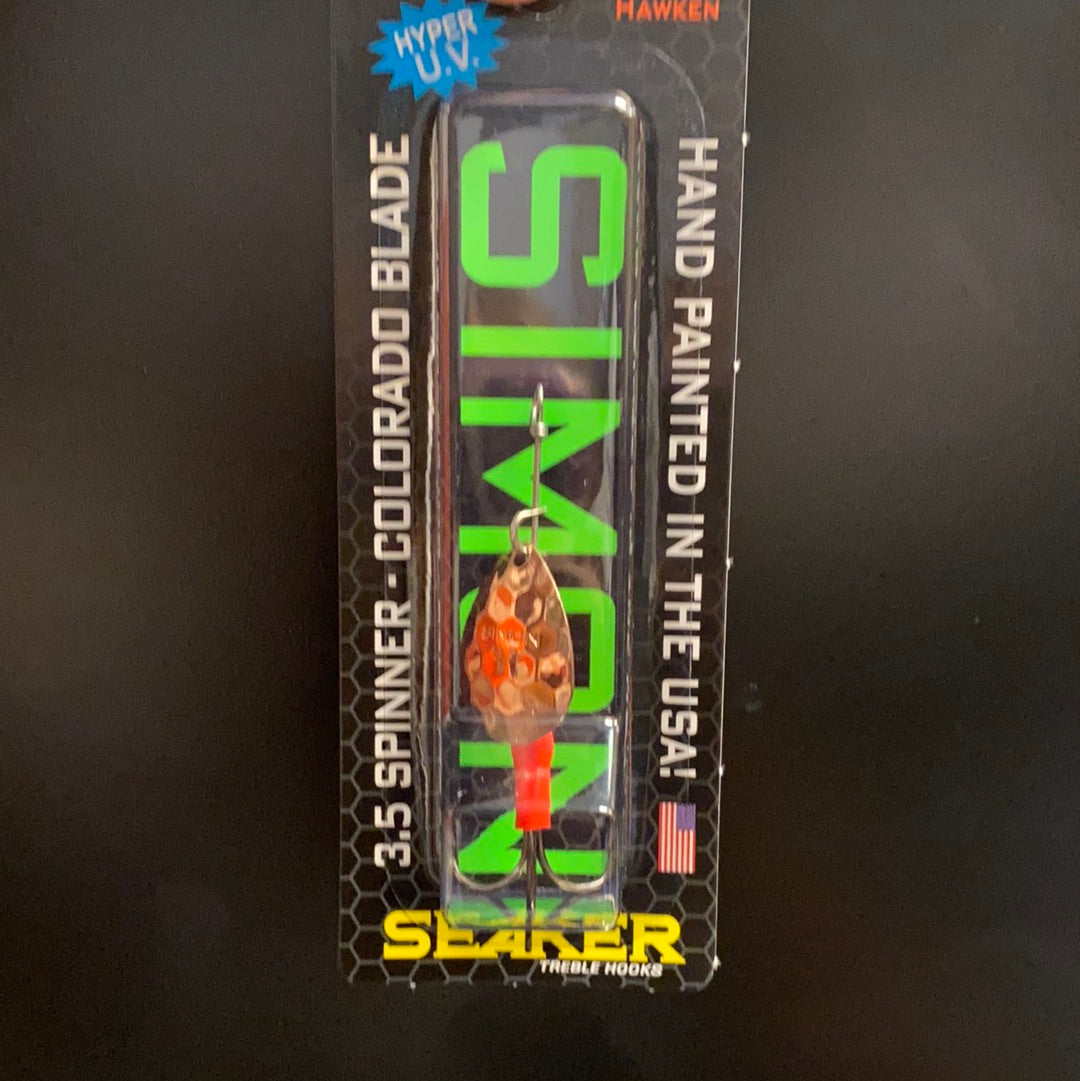 HAWKEN
HYPER
U.V.
3.5 SPINNER - COLORADO BLADE
SIMON
HAND PAINTED IN THE USA!
SEAKER
TREBLE HOOKS